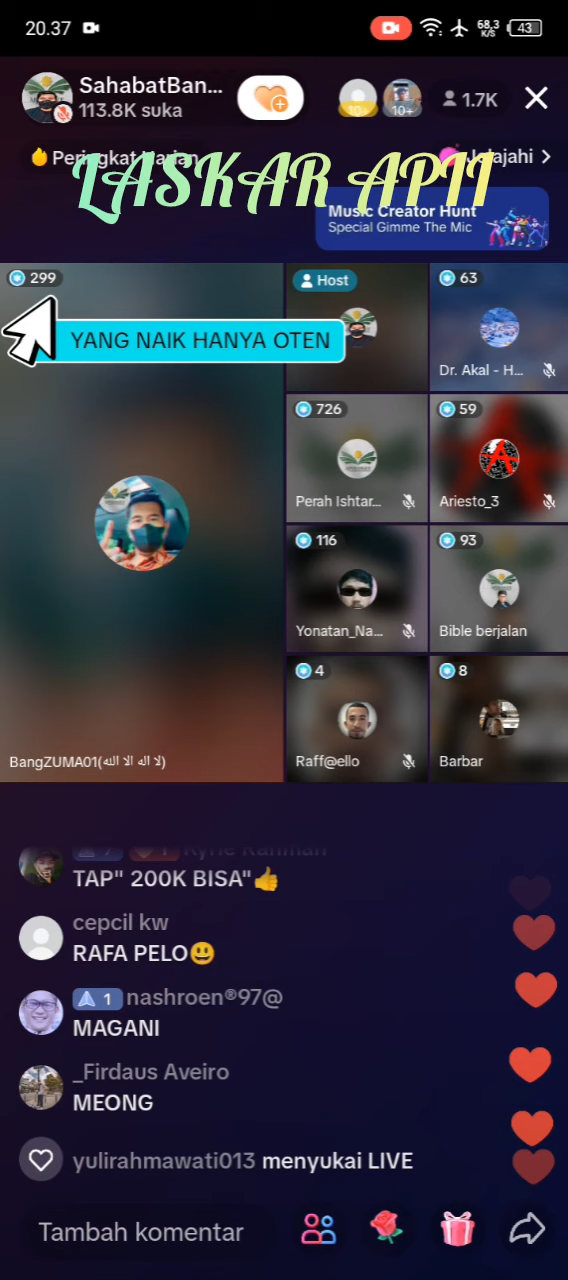 20.37
68,3
K/S
43
SahabatBan...
113.8K suka
10+
10+
1.7K
Peringkat Harian
Jelajahi
LASKAR APII
Music Creator Hunt
Special Gimme The Mic
299
Host
63
YANG NAIK HANYA OTEN
Dr. Akal - H...
726
59
Perah Ishtar...
Ariesto_3
116
93
Yonatan_Na...
Bible berjalan
4
8
BangZUMA01(لا اله الا الله)
Raff@ello
Barbar
TAP" 200K BISA"👍
cepcil kw
RAFA PELO😃
1 nashroen®97@
MAGANI
_Firdaus Aveiro
MEONG
yulirahmawati013 menyukai LIVE
Tambah komentar